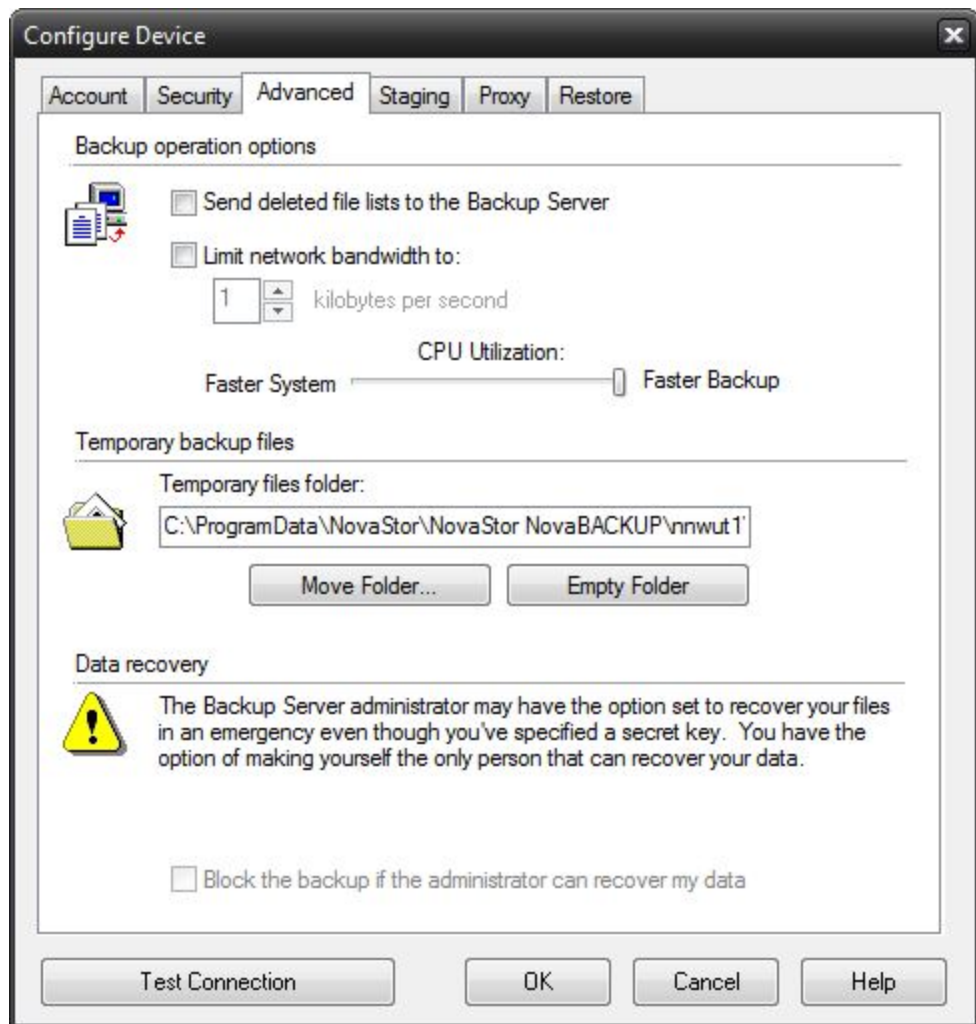 Configure Device
Account Security Advanced Staging Proxy Restore
Backup operation options
Send deleted file lists to the Backup Server
Limit network bandwidth to:
1 kilobytes per second
CPU Utilization:
Faster System Faster Backup
Temporary backup files
Temporary files folder:
C:\ProgramData\NovaStor\NovaStor NovaBACKUP\nnwut1
Move Folder... Empty Folder
Data recovery
The Backup Server administrator may have the option set to recover your files
in an emergency even though you've specified a secret key. You have the
option of making yourself the only person that can recover your data.
Block the backup if the administrator can recover my data
Test Connection OK Cancel Help